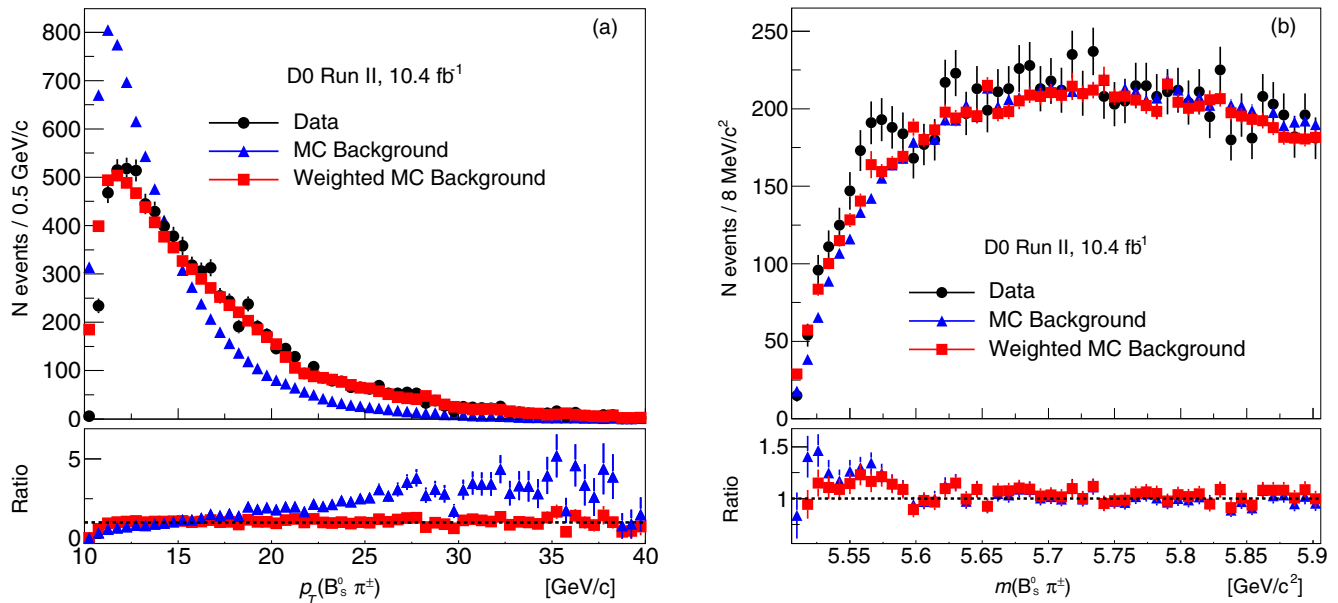 (a)
D0 Run II, 10.4 fb-1
Data
MC Background
Weighted MC Background
N events / 0.5 GeV/c
800
700
600
500
400
300
200
100
0
Ratio
5
0
10
15
20
25
30
35
40
pT(B0s π±)
[GeV/c]
(b)
D0 Run II, 10.4 fb-1
Data
MC Background
Weighted MC Background
N events / 8 MeV/c2
250
200
150
100
50
0
Ratio
1.5
1
5.55
5.6
5.65
5.7
5.75
5.8
5.85
5.9
m(B0s π±)
[GeV/c2]